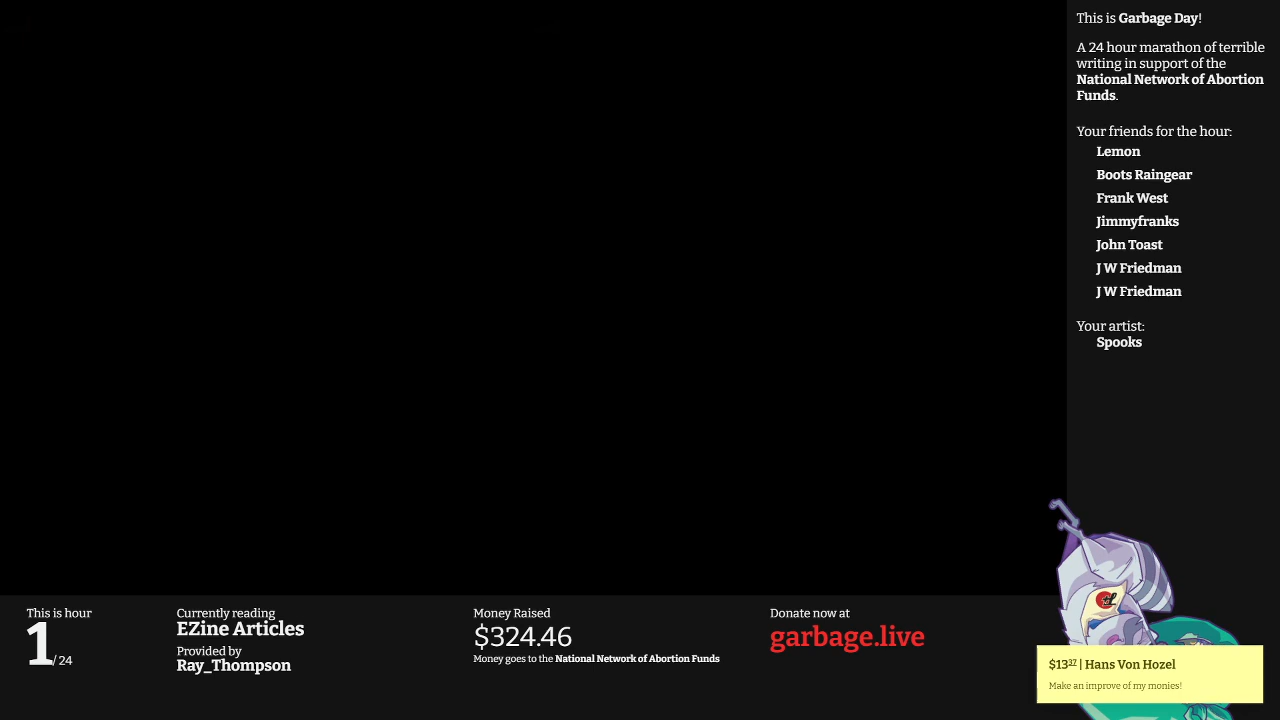 This is Garbage Day!
A 24 hour marathon of terrible
writing in support of the
National Network of Abortion
Funds.
Your friends for the hour:
Lemon
Boots Raingear
Frank West
Jimmyfranks
John Toast
J W Friedman
J W Friedman
Your artist:
Spooks
This is hour
1/ 24
Currently reading
EZine Articles
Provided by
Ray_Thompson
Money Raised
$324.46
Money goes to the National Network of Abortion Funds
Donate now at
garbage.live
$13.37 | Hans Von Hozel
Make an improve of my monies!